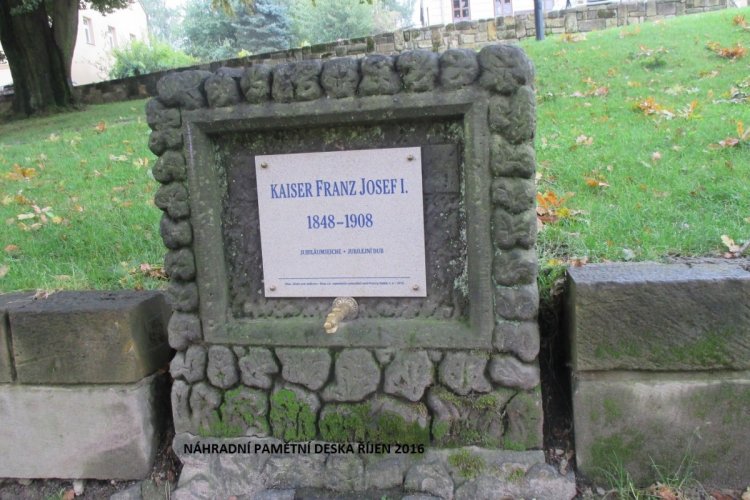 KAISER FRANZ JOSEF I.
1848–1908
JUBILÄUMSEICHE • JUBILEJNÍ DUB
NÁHRADNÍ PAMĚTNÍ DESKA ŘÍJEN 2016